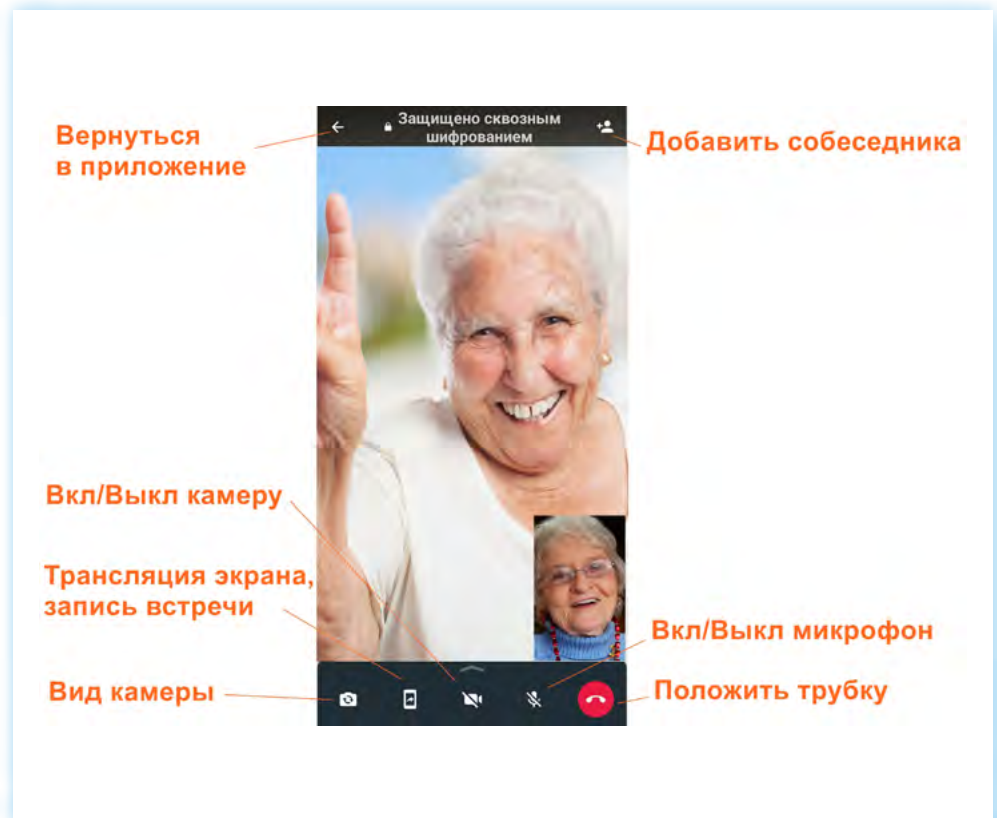 Защищено сквозным
шифрованием
Вернуться
в приложение
Добавить собеседника
Вкл/Выкл камеру
Трансляция экрана,
запись встречи
Вкл/Выкл микрофон
Вид камеры
Положить трубку